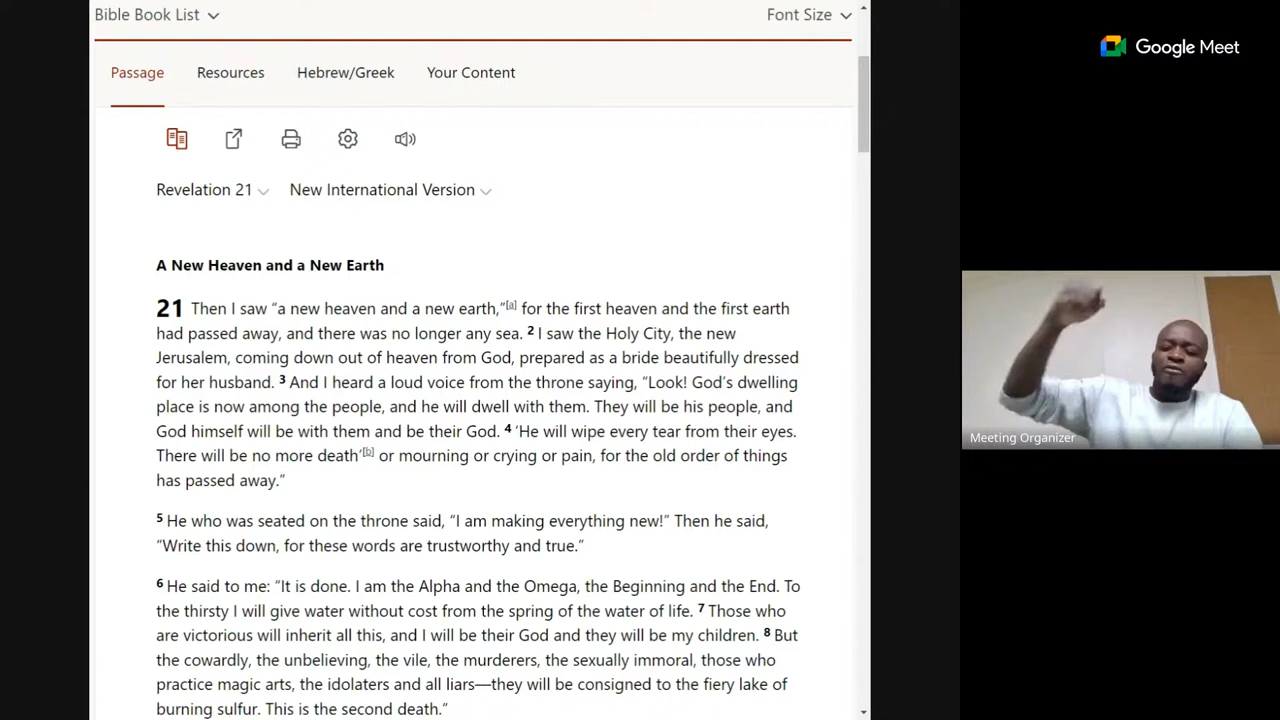 Bible Book List
Font Size
Passage
Resources
Hebrew/Greek
Your Content
Revelation 21
New International Version
A New Heaven and a New Earth
21 Then I saw “a new heaven and a new earth,”[a] for the first heaven and the first earth
had passed away, and there was no longer any sea. 2 I saw the Holy City, the new
Jerusalem, coming down out of heaven from God, prepared as a bride beautifully dressed
for her husband. 3 And I heard a loud voice from the throne saying, “Look! God’s dwelling
place is now among the people, and he will dwell with them. They will be his people, and
God himself will be with them and be their God. 4 ‘He will wipe every tear from their eyes.
There will be no more death’[b] or mourning or crying or pain, for the old order of things
has passed away.”
5 He who was seated on the throne said, “I am making everything new!” Then he said,
“Write this down, for these words are trustworthy and true.”
6 He said to me: “It is done. I am the Alpha and the Omega, the Beginning and the End. To
the thirsty I will give water without cost from the spring of the water of life. 7 Those who
are victorious will inherit all this, and I will be their God and they will be my children. 8 But
the cowardly, the unbelieving, the vile, the murderers, the sexually immoral, those who
practice magic arts, the idolaters and all liars—they will be consigned to the fiery lake of
burning sulfur. This is the second death.”
Google Meet
Meeting Organizer